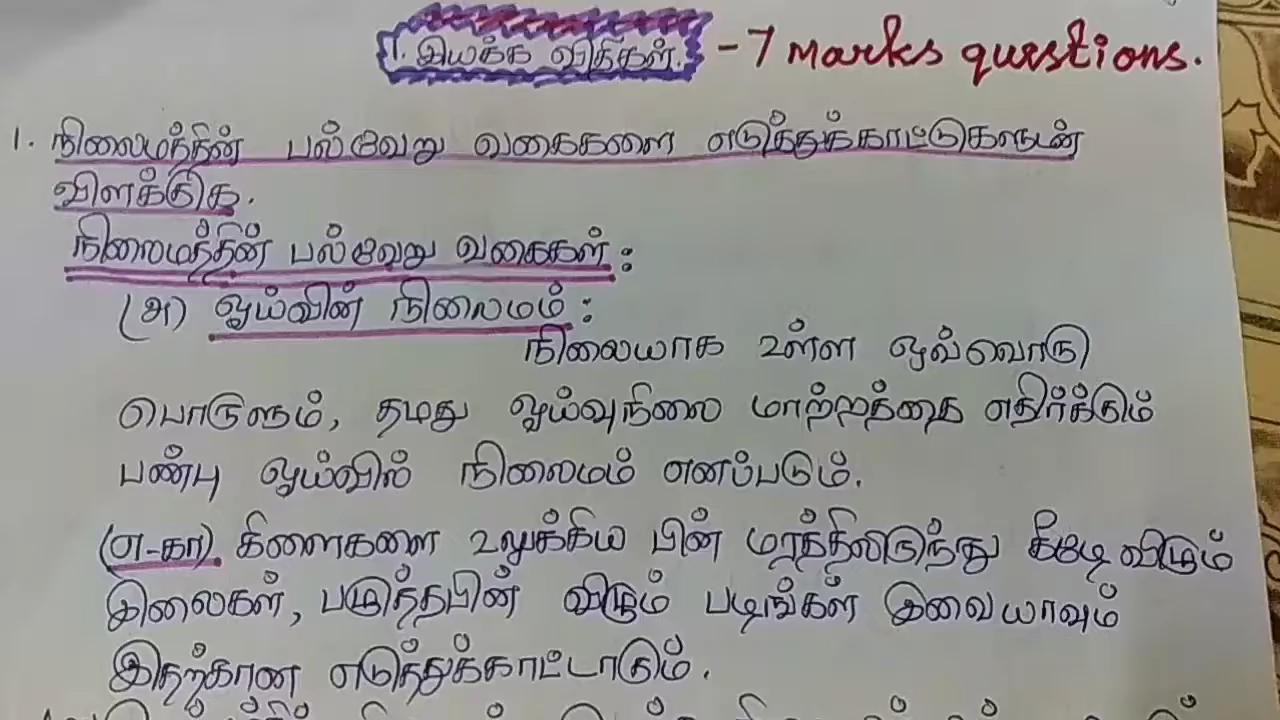 1. இயக்க விதிகள். - 7 Marks questions.
1. நிலைமத்தின் பல்வேறு வகைகளை எடுத்துக்காட்டுகளுடன்
விளக்குக.
நிலைமத்தின் பல்வேறு வகைகள் :
(அ) ஓய்வின் நிலைமம் :
நிலையாக உள்ள ஒவ்வொரு
பொருளும், தமது ஓய்வுநிலை மாற்றத்தை எதிர்க்கும்
பண்பு ஓய்வில் நிலைமம் எனப்படும்.
(எ-கா) கிளைகளை உலுக்கிய பின் மரத்திலிருந்து கீழே விழும்
இலைகள், பழுத்தபின் விழும் பழங்கள் இவையாவும்
இதற்கான எடுத்துக்காட்டாகும்.